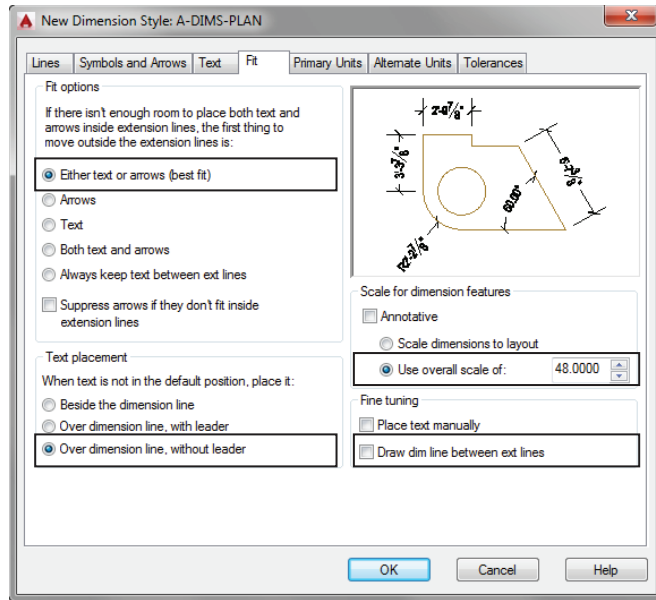 New Dimension Style: A-DIMS-PLAN
Lines
Symbols and Arrows
Text
Fit
Primary Units
Alternate Units
Tolerances
Fit options
If there isn't enough room to place both text and
arrows inside extension lines, the first thing to
move outside the extension lines is:
Either text or arrows (best fit)
Arrows
Text
Both text and arrows
Always keep text between ext lines
Suppress arrows if they don't fit inside
extension lines
Text placement
When text is not in the default position, place it:
Beside the dimension line
Over dimension line, with leader
Over dimension line, without leader
60.00°
Scale for dimension features
Annotative
Scale dimensions to layout
Use overall scale of: 48.0000
Fine tuning
Place text manually
Draw dim line between ext lines
OK
Cancel
Help